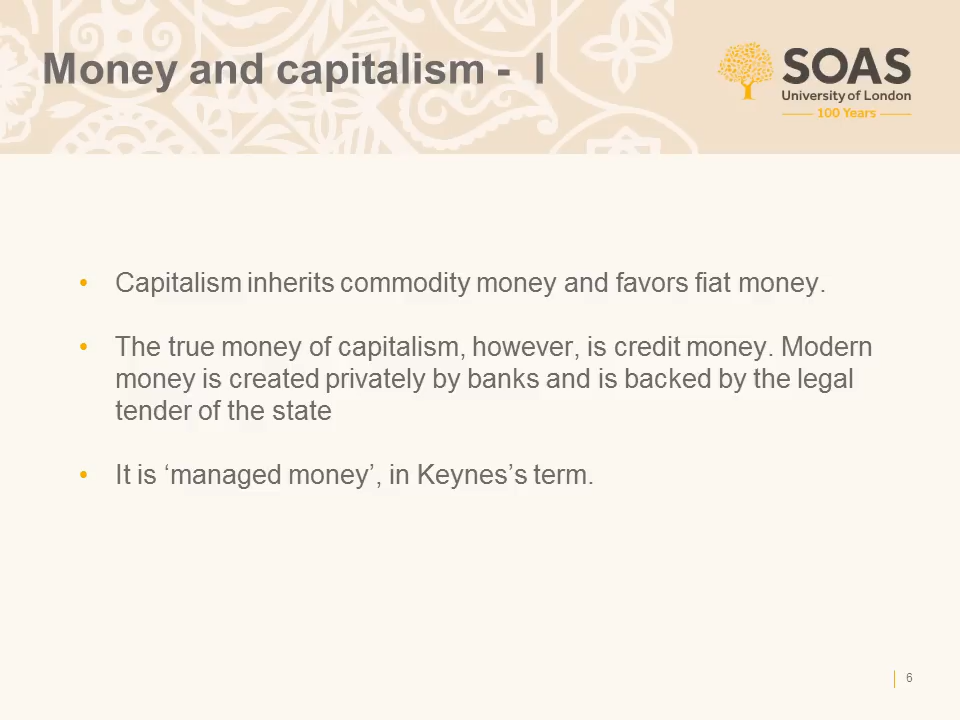 Money and capitalism - I
SOAS
University of London
100 Years
• Capitalism inherits commodity money and favors fiat money.
• The true money of capitalism, however, is credit money. Modern
money is created privately by banks and is backed by the legal
tender of the state
• It is ‘managed money’, in Keynes’s term.
6